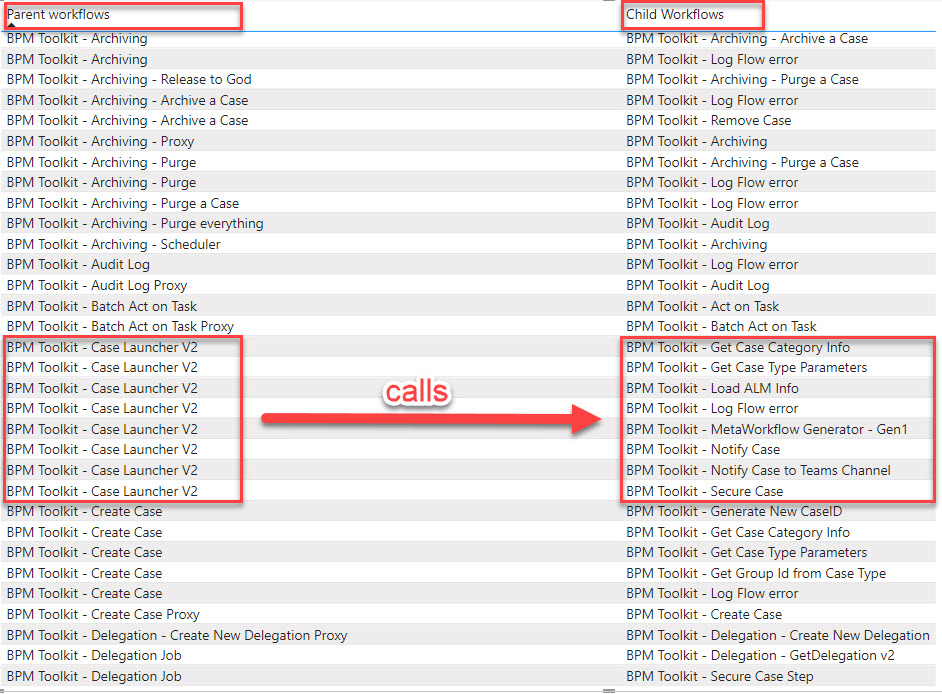 Parent workflows Child Workflows
BPM Toolkit - Archiving BPM Toolkit - Archiving - Archive a Case
BPM Toolkit - Archiving BPM Toolkit - Log Flow error
BPM Toolkit - Archiving - Release to God BPM Toolkit - Archiving - Purge a Case
BPM Toolkit - Archiving - Archive a Case BPM Toolkit - Log Flow error
BPM Toolkit - Archiving - Archive a Case BPM Toolkit - Remove Case
BPM Toolkit - Archiving - Proxy BPM Toolkit - Archiving
BPM Toolkit - Archiving - Purge BPM Toolkit - Archiving - Purge a Case
BPM Toolkit - Archiving - Purge BPM Toolkit - Log Flow error
BPM Toolkit - Archiving - Purge a Case BPM Toolkit - Log Flow error
BPM Toolkit - Archiving - Purge everything BPM Toolkit - Audit Log
BPM Toolkit - Archiving - Scheduler BPM Toolkit - Archiving
BPM Toolkit - Audit Log BPM Toolkit - Log Flow error
BPM Toolkit - Audit Log Proxy BPM Toolkit - Audit Log
BPM Toolkit - Batch Act on Task BPM Toolkit - Act on Task
BPM Toolkit - Batch Act on Task Proxy BPM Toolkit - Batch Act on Task
BPM Toolkit - Case Launcher V2 BPM Toolkit - Get Case Category Info
BPM Toolkit - Case Launcher V2 BPM Toolkit - Get Case Type Parameters
BPM Toolkit - Case Launcher V2 calls BPM Toolkit - Load ALM Info
BPM Toolkit - Case Launcher V2 BPM Toolkit - Log Flow error
BPM Toolkit - Case Launcher V2 BPM Toolkit - MetaWorkflow Generator - Gen1
BPM Toolkit - Case Launcher V2 BPM Toolkit - Notify Case
BPM Toolkit - Case Launcher V2 BPM Toolkit - Notify Case to Teams Channel
BPM Toolkit - Case Launcher V2 BPM Toolkit - Secure Case
BPM Toolkit - Create Case BPM Toolkit - Generate New CaseID
BPM Toolkit - Create Case BPM Toolkit - Get Case Category Info
BPM Toolkit - Create Case BPM Toolkit - Get Case Type Parameters
BPM Toolkit - Create Case BPM Toolkit - Get Group Id from Case Type
BPM Toolkit - Create Case BPM Toolkit - Log Flow error
BPM Toolkit - Create Case Proxy BPM Toolkit - Create Case
BPM Toolkit - Delegation - Create New Delegation Proxy BPM Toolkit - Delegation - Create New Delegation
BPM Toolkit - Delegation Job BPM Toolkit - Delegation - GetDelegation v2
BPM Toolkit - Delegation Job BPM Toolkit - Secure Case Step